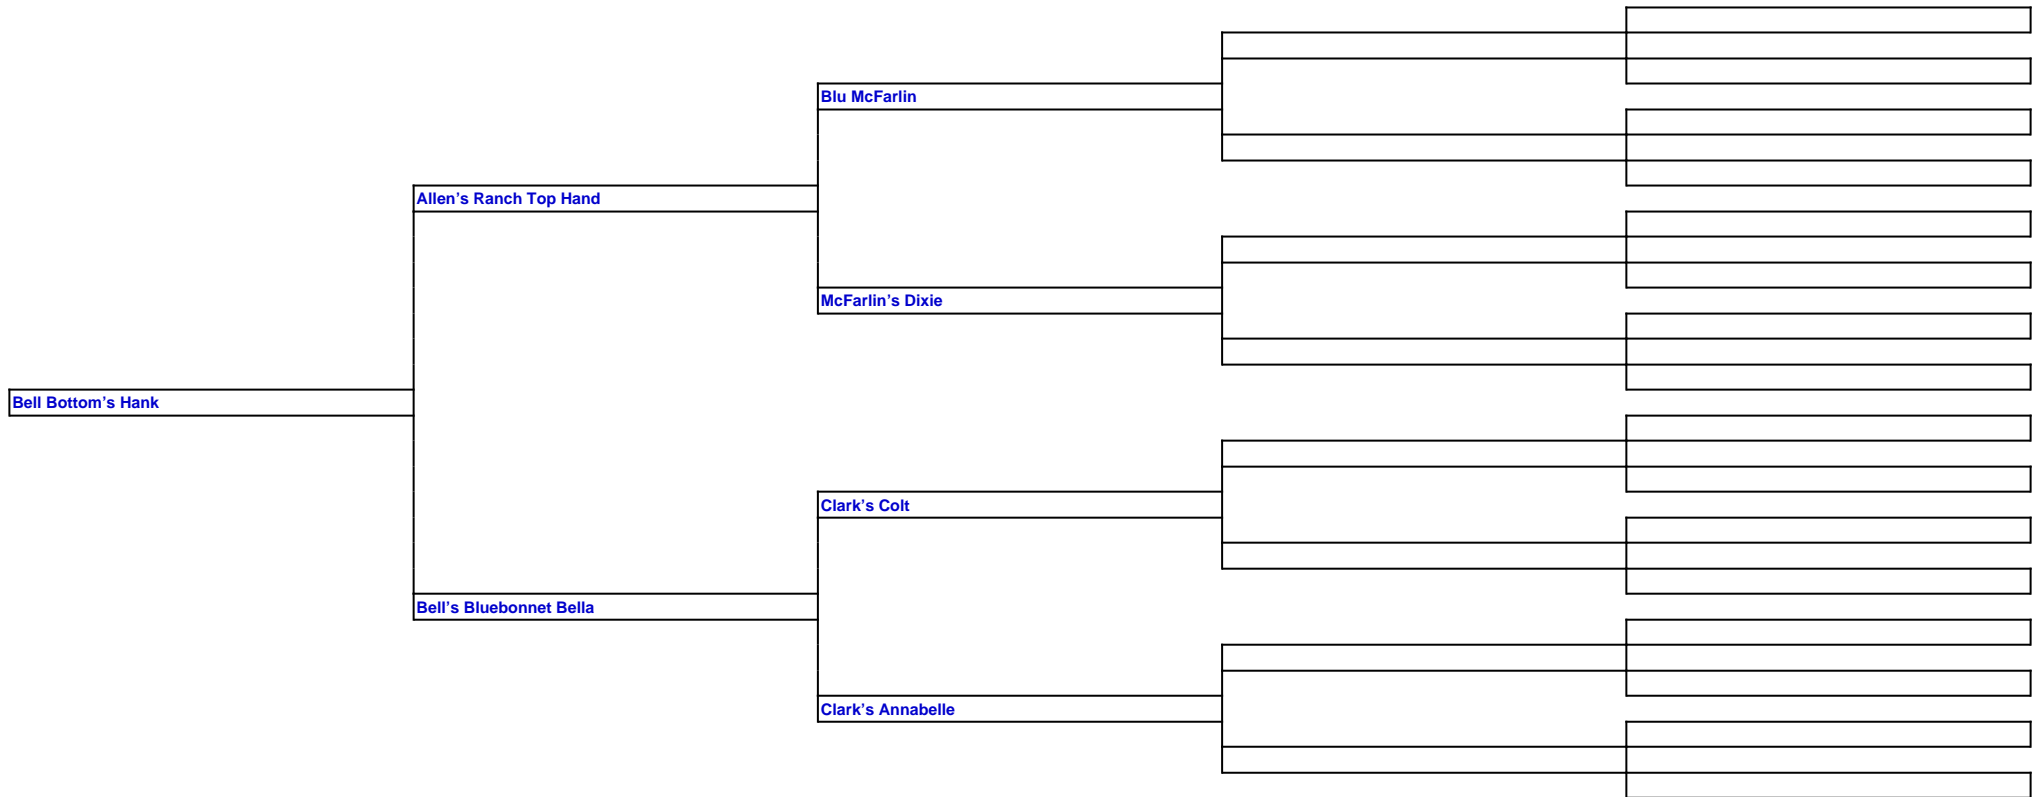 Blu McFarlin
Allen’s Ranch Top Hand
McFarlin’s Dixie
Bell Bottom’s Hank
Clark’s Colt
Bell’s Bluebonnet Bella
Clark’s Annabelle